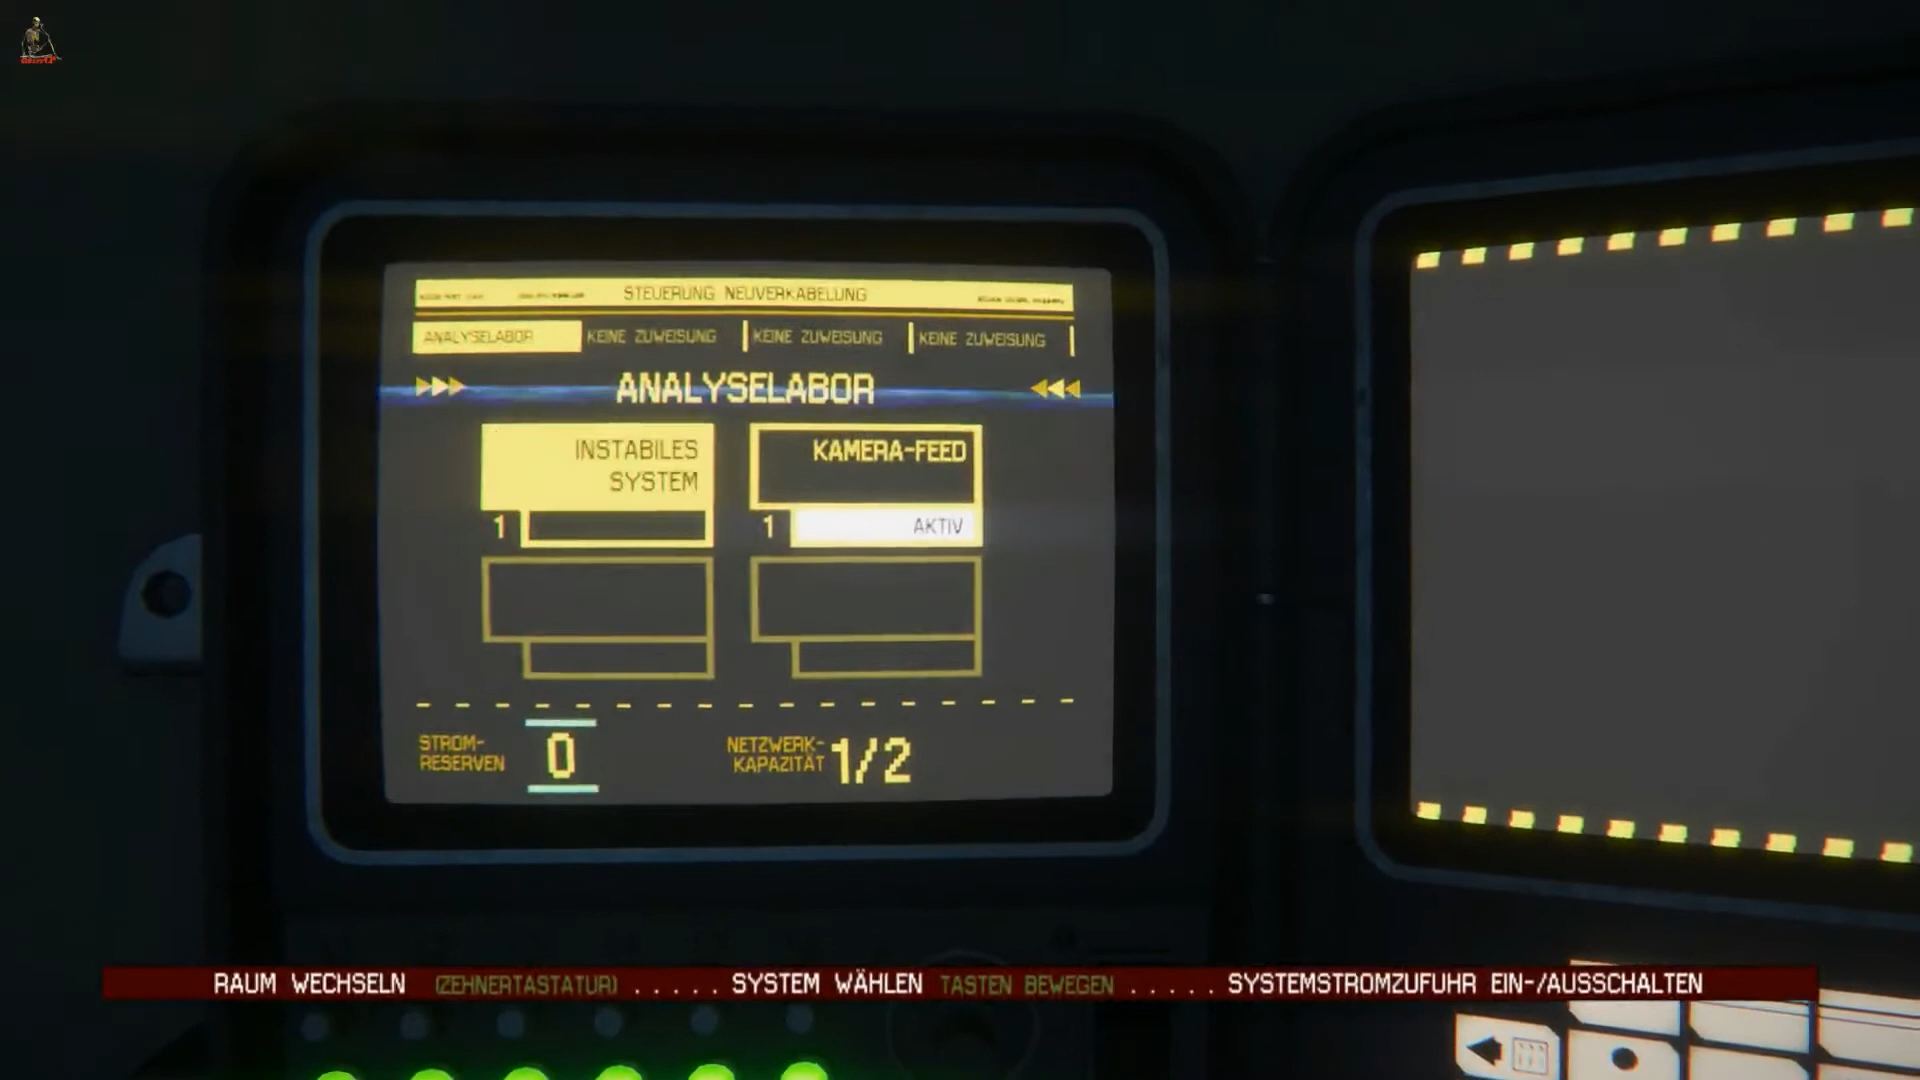 STEUERUNG NEUVERKABELUNG
ANALYSELABOR KEINE ZUWEISUNG KEINE ZUWEISUNG KEINE ZUWEISUNG
ANALYSELABOR
INSTABILES
SYSTEM
1
KAMERA-FEED
1 AKTIV
STROM-
RESERVEN
0
NETZWERK-
KAPAZITÄT
1/2
RAUM WECHSELN (ZEHNERTASTATUR) ..... SYSTEM WÄHLEN TASTEN BEWEGEN ..... SYSTEMSTROMZUFUHR EIN-/AUSSCHALTEN